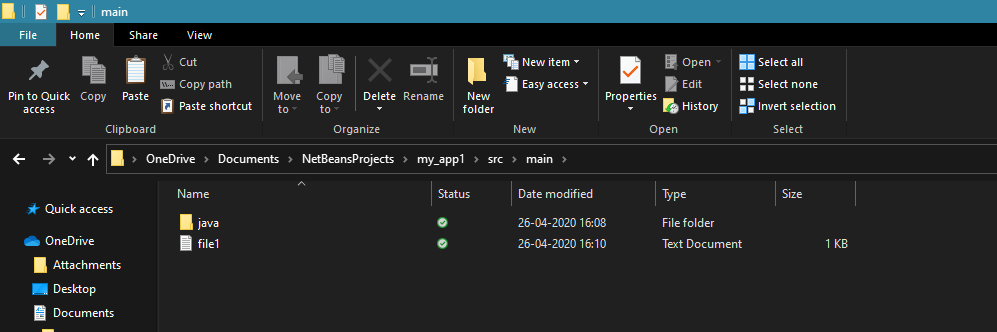 main
File Home Share View
Pin to Quick access
Copy
Paste
Cut
Copy path
Paste shortcut
Clipboard
Move to
Copy to
Delete
Rename
Organize
New folder
New item
Easy access
New
Properties
Open
Edit
History
Open
Select all
Select none
Invert selection
Select
OneDrive Documents NetBeansProjects my_app1 src main
Name Status Date modified Type Size
Quick access
OneDrive
Attachments
Desktop
Documents
java 26-04-2020 16:08 File folder
file1 26-04-2020 16:10 Text Document 1 KB